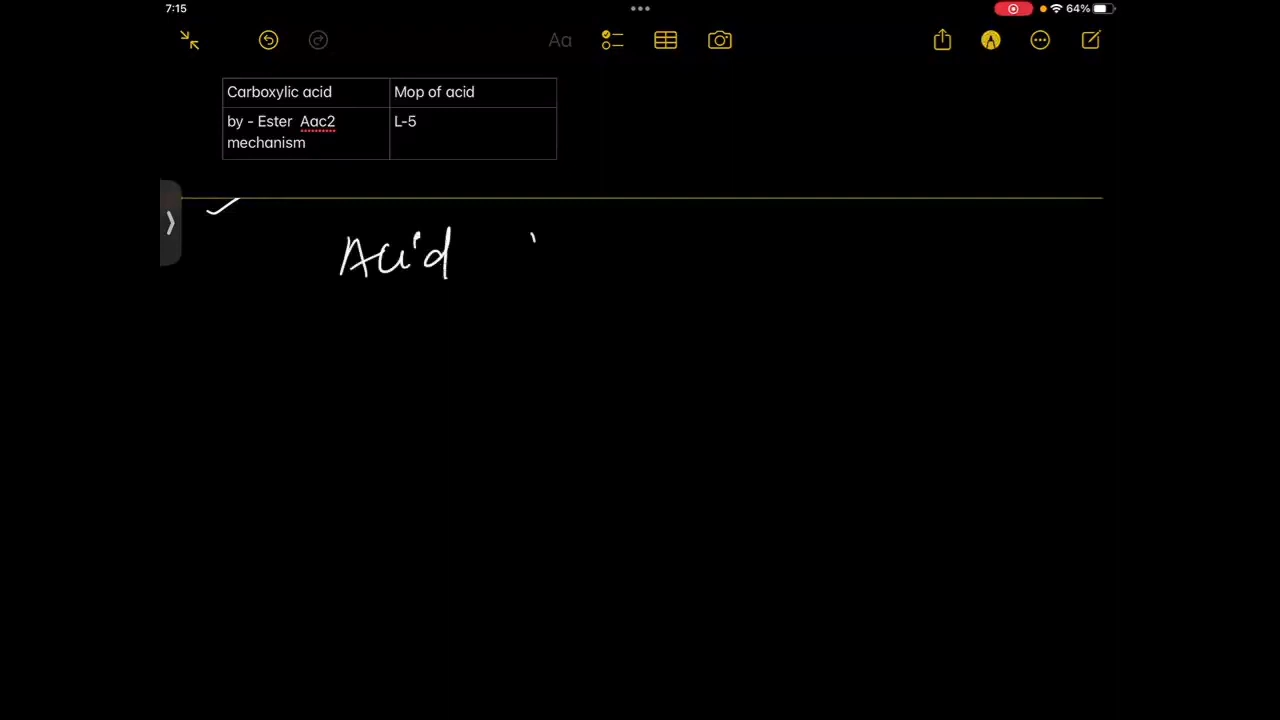 7:15
64%
Aa
Carboxylic acid
Mop of acid
by - Ester Aac2
mechanism
L-5
Acid